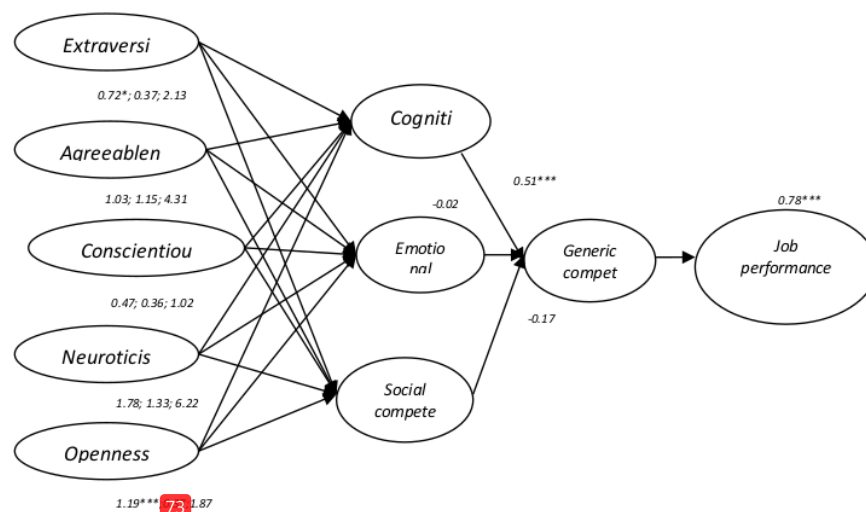 Extraversi
0.72*; 0.37; 2.13
Agreeablen
1.03; 1.15; 4.31
Conscientiou
0.47; 0.36; 1.02
Neuroticis
1.78; 1.33; 6.22
Openness
1.19***; 1.87
73
Cogniti
Emotio
nal
Social
compete
0.51***
-0.02
-0.17
Generic
compet
0.78***
Job
performance